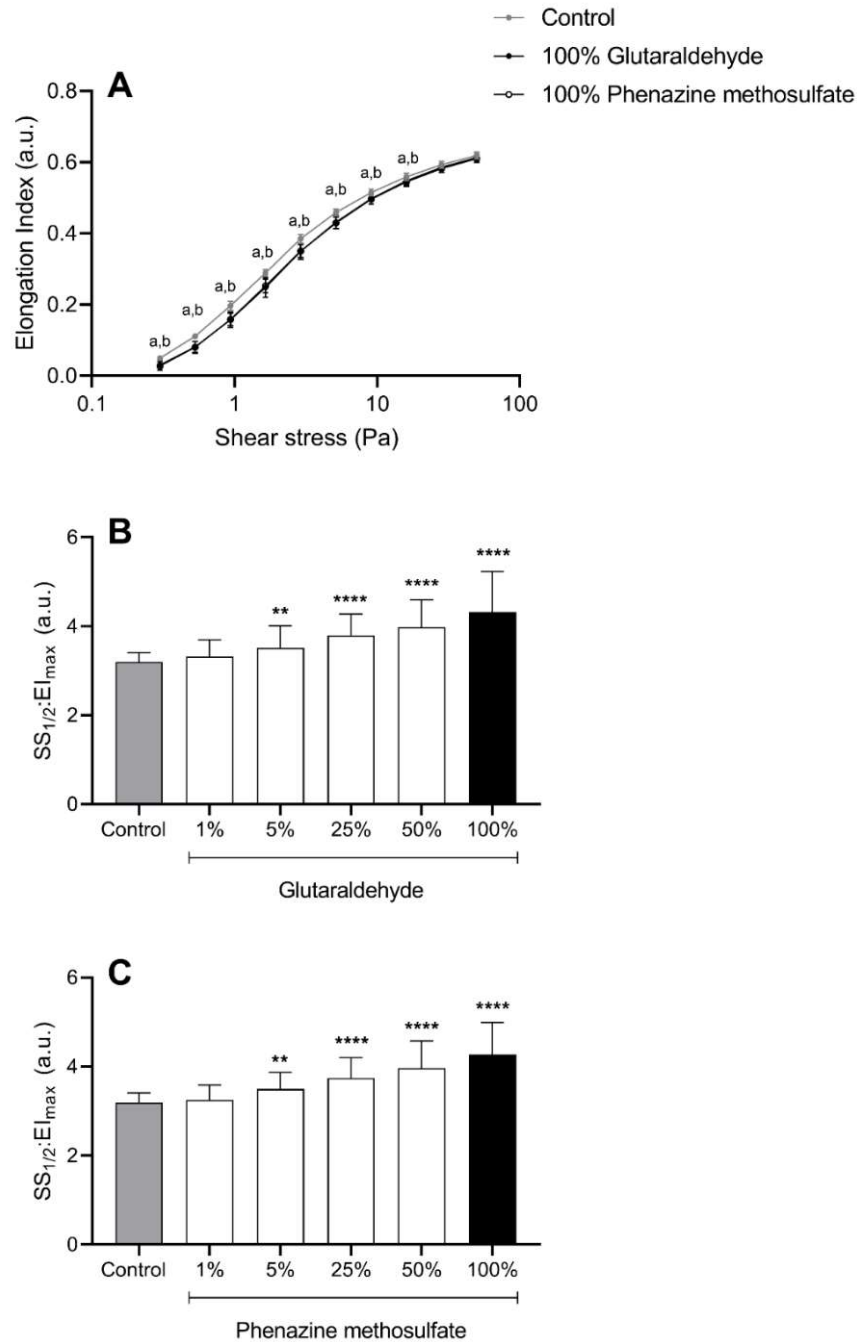 Control
100% Glutaraldehyde
100% Phenazine methosulfate
A
Elongation Index (a.u.)
0.8
0.6
0.4
0.2
0.0
a,b
a,b
a,b
a,b
a,b
a,b
a,b
a,b
0.1 1 10 100
Shear stress (Pa)
B
SS1/2:EImax (a.u.)
6
4
2
0
** **** **** ****
Control 1% 5% 25% 50% 100%
Glutaraldehyde
C
SS1/2:EImax (a.u.)
6
4
2
0
** **** **** ****
Control 1% 5% 25% 50% 100%
Phenazine methosulfate